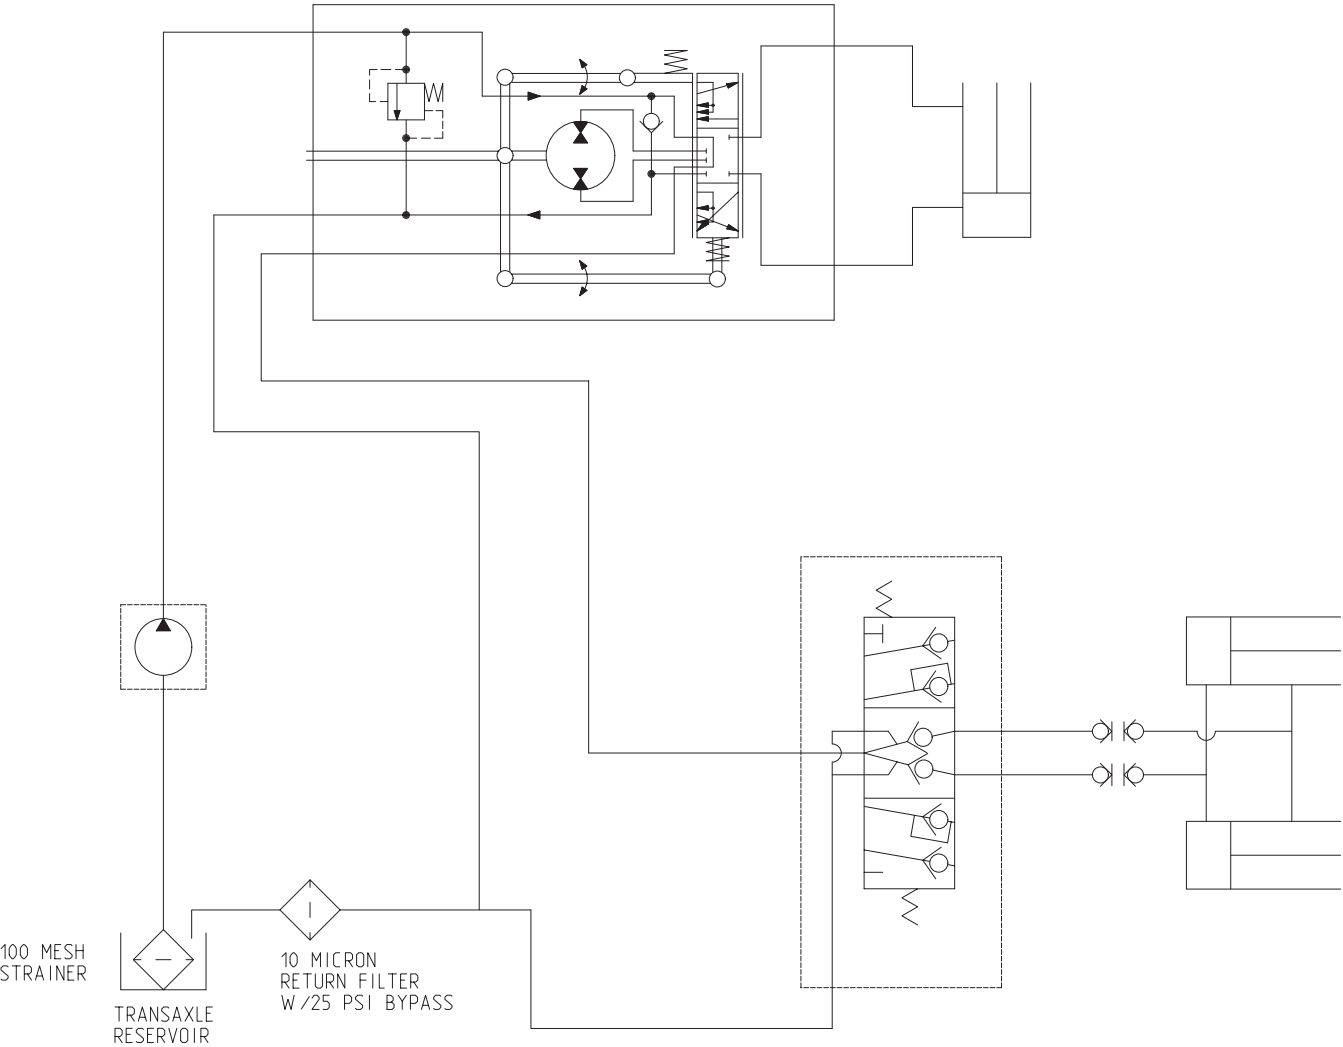 100 MESH
STRAINER
10 MICRON
RETURN FILTER
W/25 PSI BYPASS
TRANSAXLE
RESERVOIR